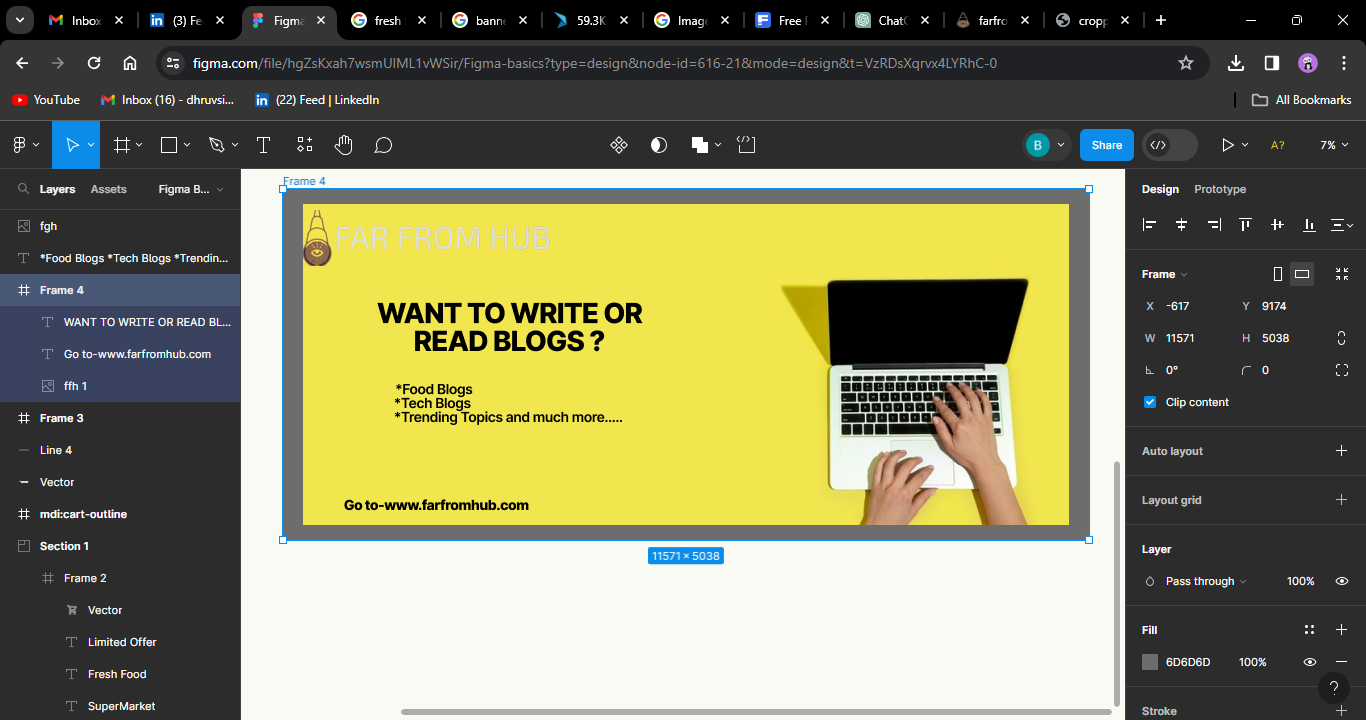 Inbox
(3) Fe
Figma
fresh
bann
59.3K
Image
Free
Chat
farfro
cropp
figma.com/file/hgZsKxah7wsmUIML1vWSir/Figma-basics?type=design&node-id=616-21&mode=design&t=VzRDsXqrvx4LYRhC-0
YouTube
Inbox (16) - dhruvsi...
(22) Feed | LinkedIn
All Bookmarks
B
Share
A?
7%
Layers
Assets
Figma B...
fgh
*Food Blogs *Tech Blogs *Trendin...
Frame 4
WANT TO WRITE OR READ BL...
Go to-www.farfromhub.com
ffh 1
Frame 3
Line 4
Vector
mdi:cart-outline
Section 1
Frame 2
Vector
Limited Offer
Fresh Food
SuperMarket
Frame 4
FAR FROM HUB
WANT TO WRITE OR
READ BLOGS ?
*Food Blogs
*Tech Blogs
*Trending Topics and much more.....
Go to-www.farfromhub.com
11571 × 5038
Design
Prototype
Frame
X -617 Y 9174
W 11571 H 5038
0° 0
Clip content
Auto layout
Layout grid
Layer
Pass through 100%
Fill
6D6D6D 100%
?
Stroke